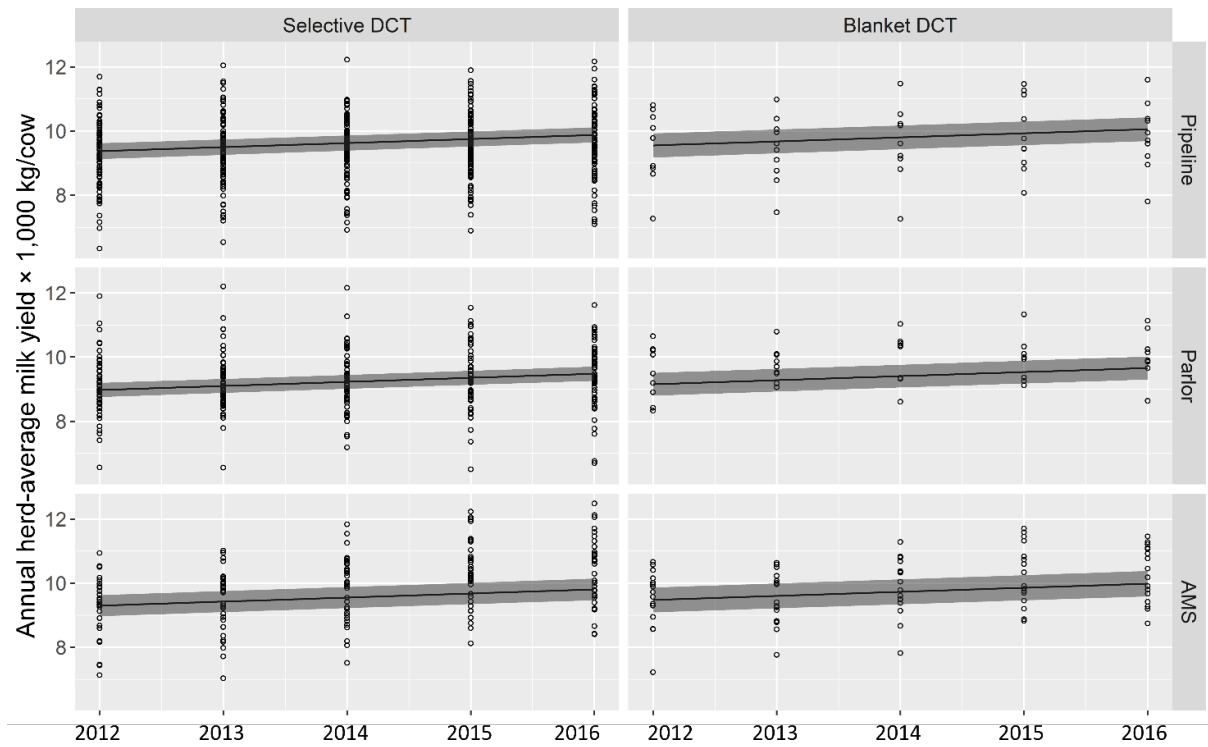 Selective DCT
Blanket DCT
Annual herd-average milk yield × 1,000 kg/cow
12
10
8
Pipeline
12
10
8
Parlor
12
10
8
AMS
2012 2013 2014 2015 2016
2012 2013 2014 2015 2016